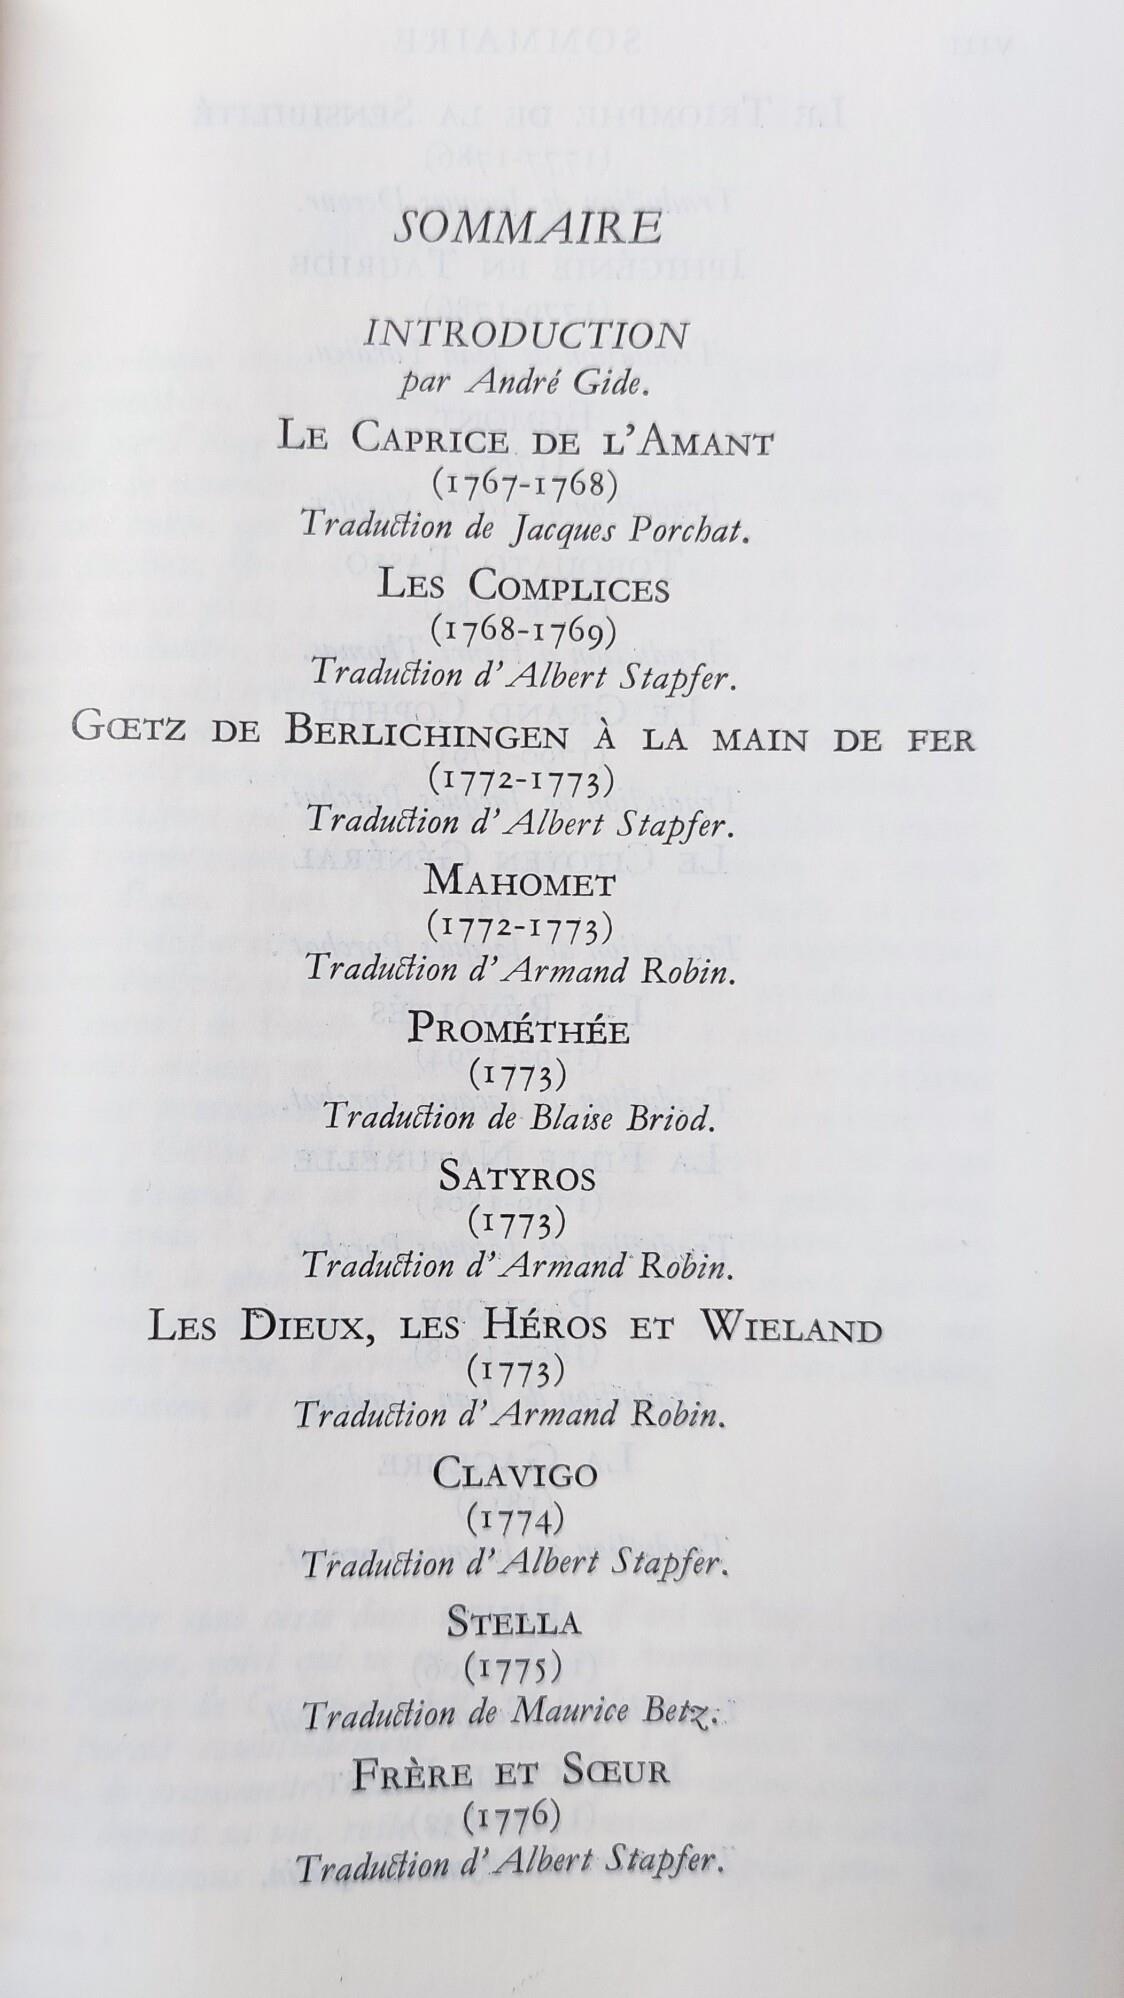 SOMMAIRE
INTRODUCTION
par André Gide.
LE CAPRICE DE L'AMANT
(1767-1768)
Traduction de Jacques Porchat.
LES COMPLICES
(1768-1769)
Traduction d'Albert Stapfer.
GŒTZ DE BERLICHINGEN À LA MAIN DE FER
(1772-1773)
Traduction d'Albert Stapfer.
MAHOMET
(1772-1773)
Traduction d'Armand Robin.
PROMÉTHÉE
(1773)
Traduction de Blaise Briod.
SATYROS
(1773)
Traduction d'Armand Robin.
LES DIEUX, LES HÉROS ET WIELAND
(1773)
Traduction d'Armand Robin.
CLAVIGO
(1774)
Traduction d'Albert Stapfer.
STELLA
(1775)
Traduction de Maurice Betz.
FRÈRE ET SŒUR
(1776)
Traduction d'Albert Stapfer.